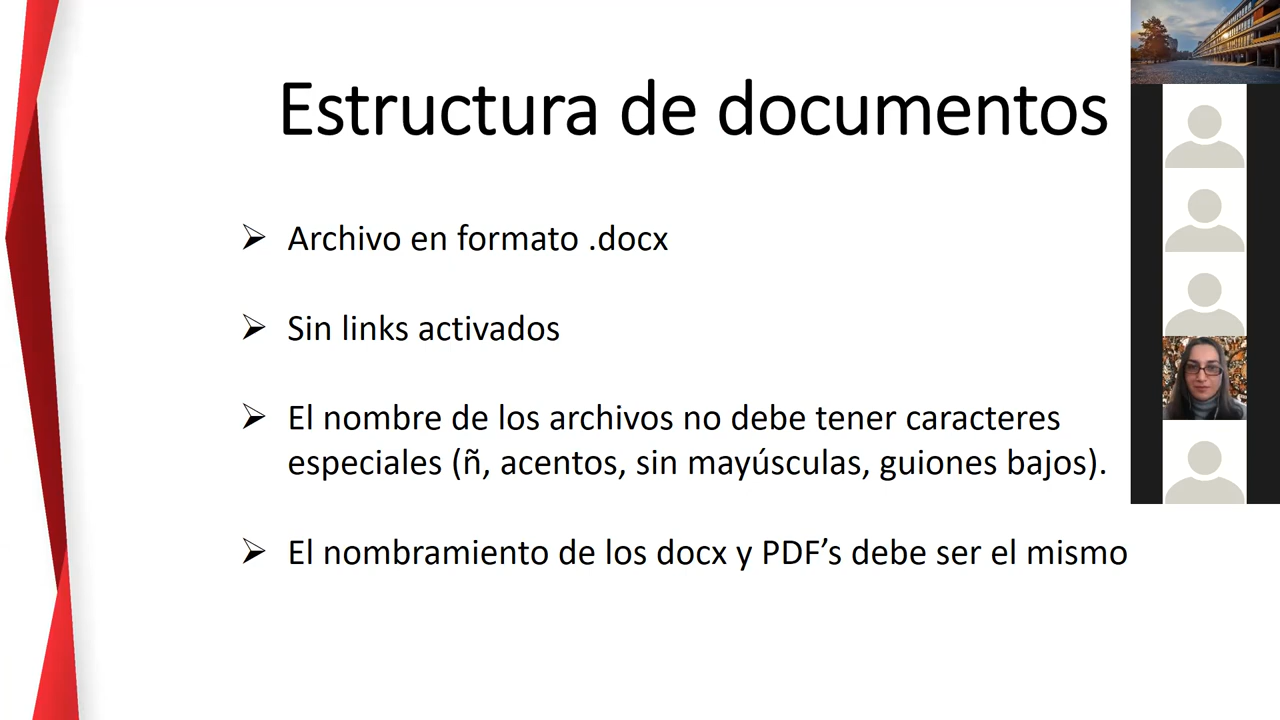 Estructura de documentos
Archivo en formato .docx
Sin links activados
El nombre de los archivos no debe tener caracteres
especiales (ñ, acentos, sin mayúsculas, guiones bajos).
El nombramiento de los docx y PDF’s debe ser el mismo